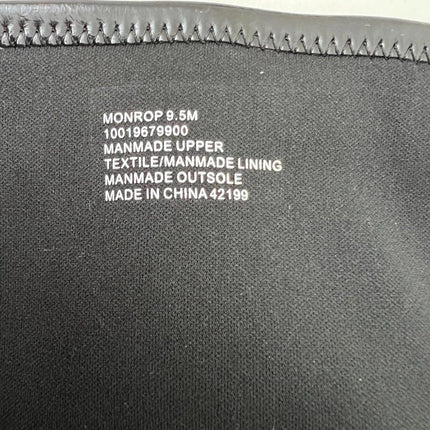 MONROP 9.5M
10019679900
MANMADE UPPER
TEXTILE/MANMADE LINING
MANMADE OUTSOLE
MADE IN CHINA 42199